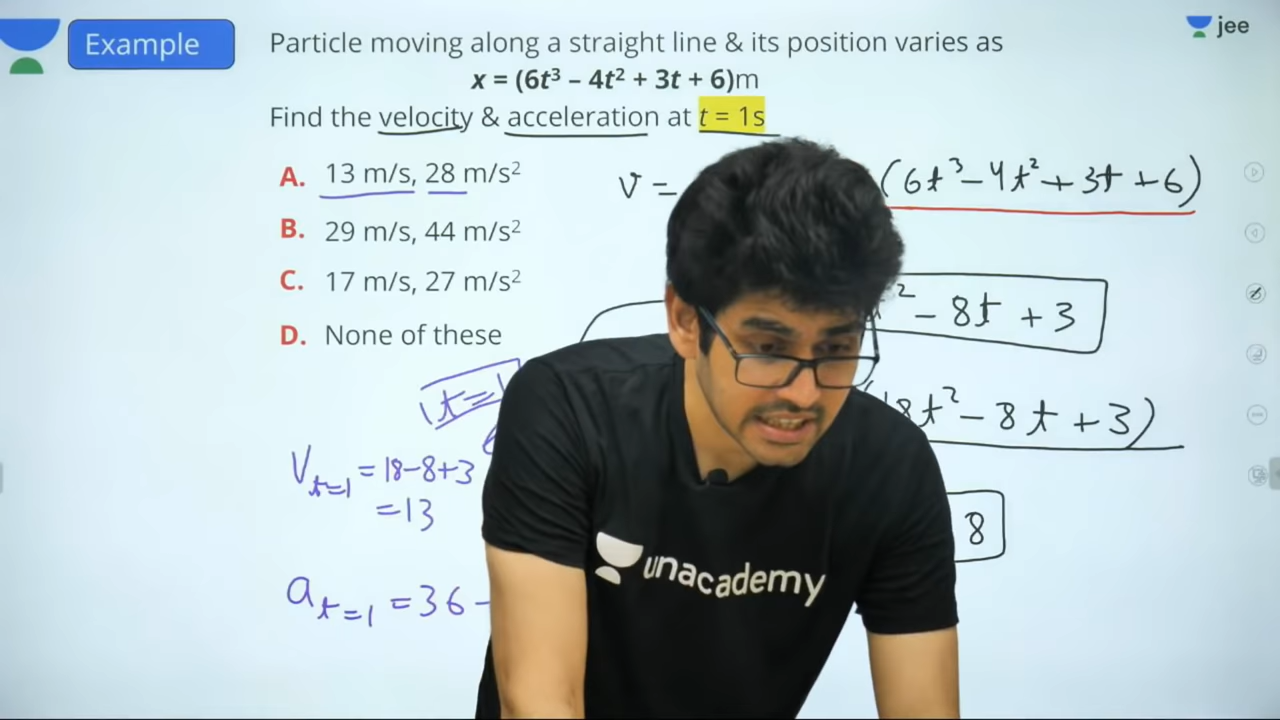 Example
jee
Particle moving along a straight line & its position varies as
x = (6t³ – 4t² + 3t + 6)m
Find the velocity & acceleration at t = 1s
A. 13 m/s, 28 m/s²
B. 29 m/s, 44 m/s²
C. 17 m/s, 27 m/s²
D. None of these
v =
(6t³ – 4t² + 3t + 6)
² – 8t + 3
8t² – 8t + 3)
8
t = 1
V t=1 = 18–8+3
= 13
a t=1 = 36 –
unacademy